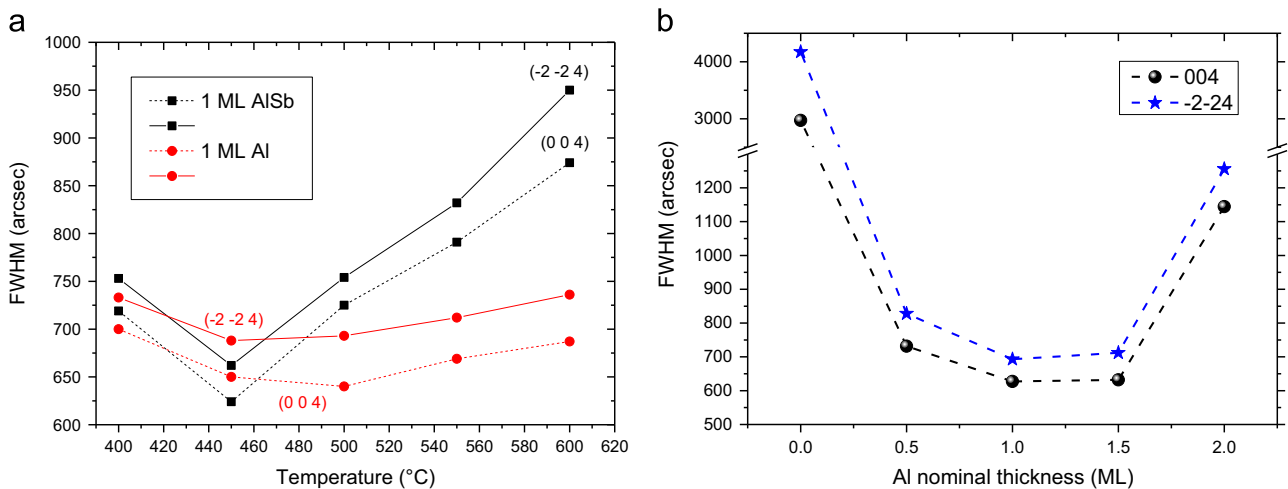 a
1000
950
900
850
800
750
700
650
600
FWHM (arcsec)
1 ML AlSb
1 ML Al
(-2 -2 4)
(0 0 4)
(-2 -2 4)
(0 0 4)
400 420 440 460 480 500 520 540 560 580 600 620
Temperature (°C)
b
4000
3000
1200
1100
1000
900
800
700
600
500
FWHM (arcsec)
004
-2-24
0.0 0.5 1.0 1.5 2.0
Al nominal thickness (ML)